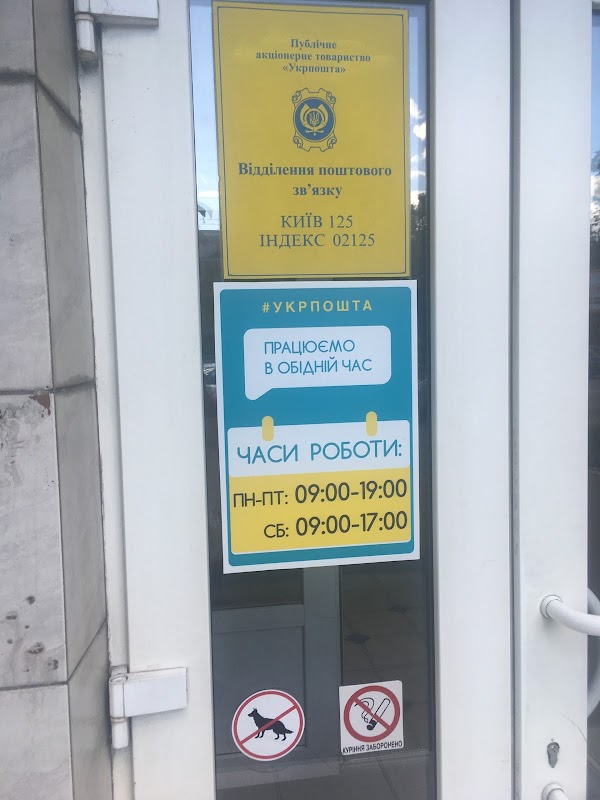 Публічне
акціонерне товариство
«Укрпошта»
Відділення поштового
зв'язку
КИЇВ 125
ІНДЕКС 02125
#УКРПОШТА
ПРАЦЮЄМО
В ОБІДНІЙ ЧАС
ЧАСИ РОБОТИ:
ПН-ПТ: 09:00-19:00
СБ: 09:00-17:00
КУРІННЯ ЗАБОРОНЕНО